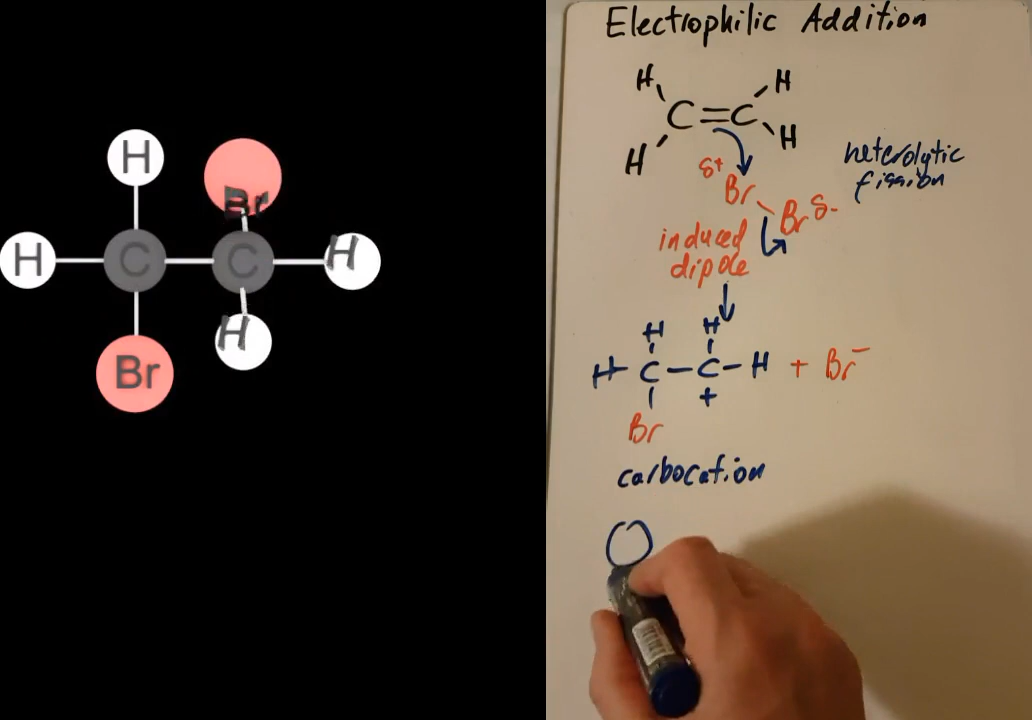 H Br
H C C H
Br H
Electrophilic Addition
H H
C=C
H H
heterolytic
fission
δ+
Br
Br δ-
induced
dipole
H H
H-C-C-H + Br⁻
+
Br
carbocation